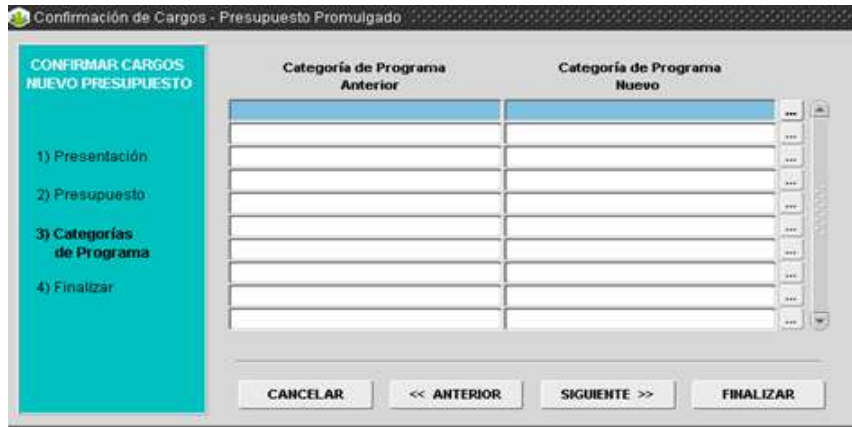 Confirmación de Cargos - Presupuesto Promulgado
CONFIRMAR CARGOS
NUEVO PRESUPUESTO
1) Presentación
2) Presupuesto
3) Categorías
de Programa
4) Finalizar
Categoría de Programa
Anterior
Categoría de Programa
Nuevo
...
...
...
...
...
...
...
...
...
...
CANCELAR
<< ANTERIOR
SIGUIENTE >>
FINALIZAR